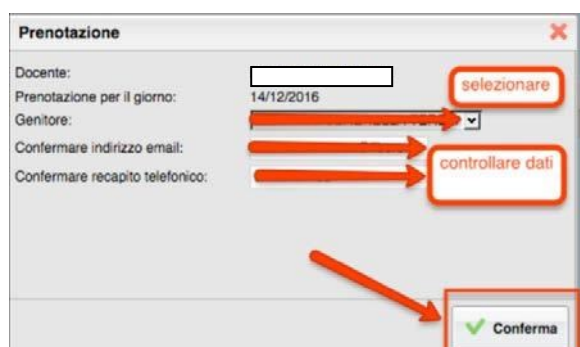 Prenotazione
Docente:
selezionare
Prenotazione per il giorno: 14/12/2016
Genitore:
Confermare indirizzo email:
controllare dati
Confermare recapito telefonico:
Conferma